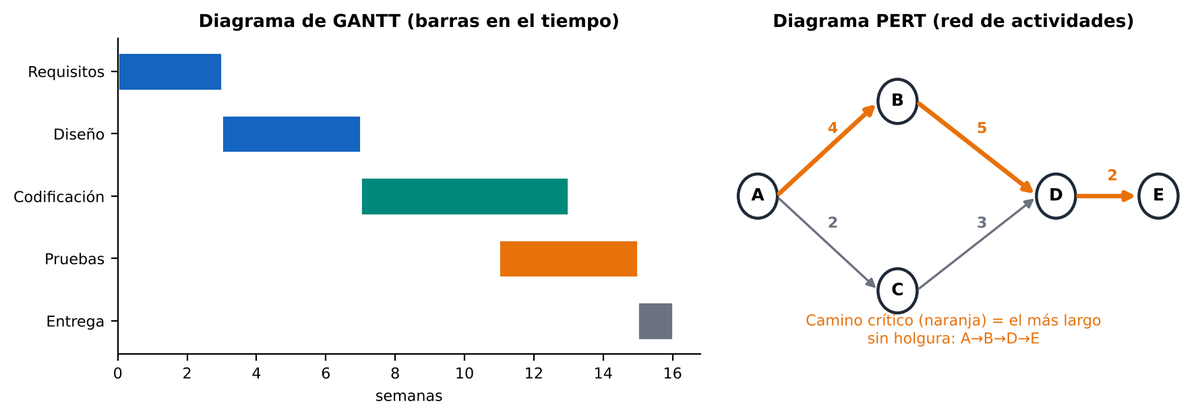 Diagrama de GANTT (barras en el tiempo)
Requisitos
Diseño
Codificación
Pruebas
Entrega
0 2 4 6 8 10 12 14 16
semanas
Diagrama PERT (red de actividades)
B
4 5
2
A D E
2 3
C
Camino crítico (naranja) = el más largo
sin holgura: A→B→D→E